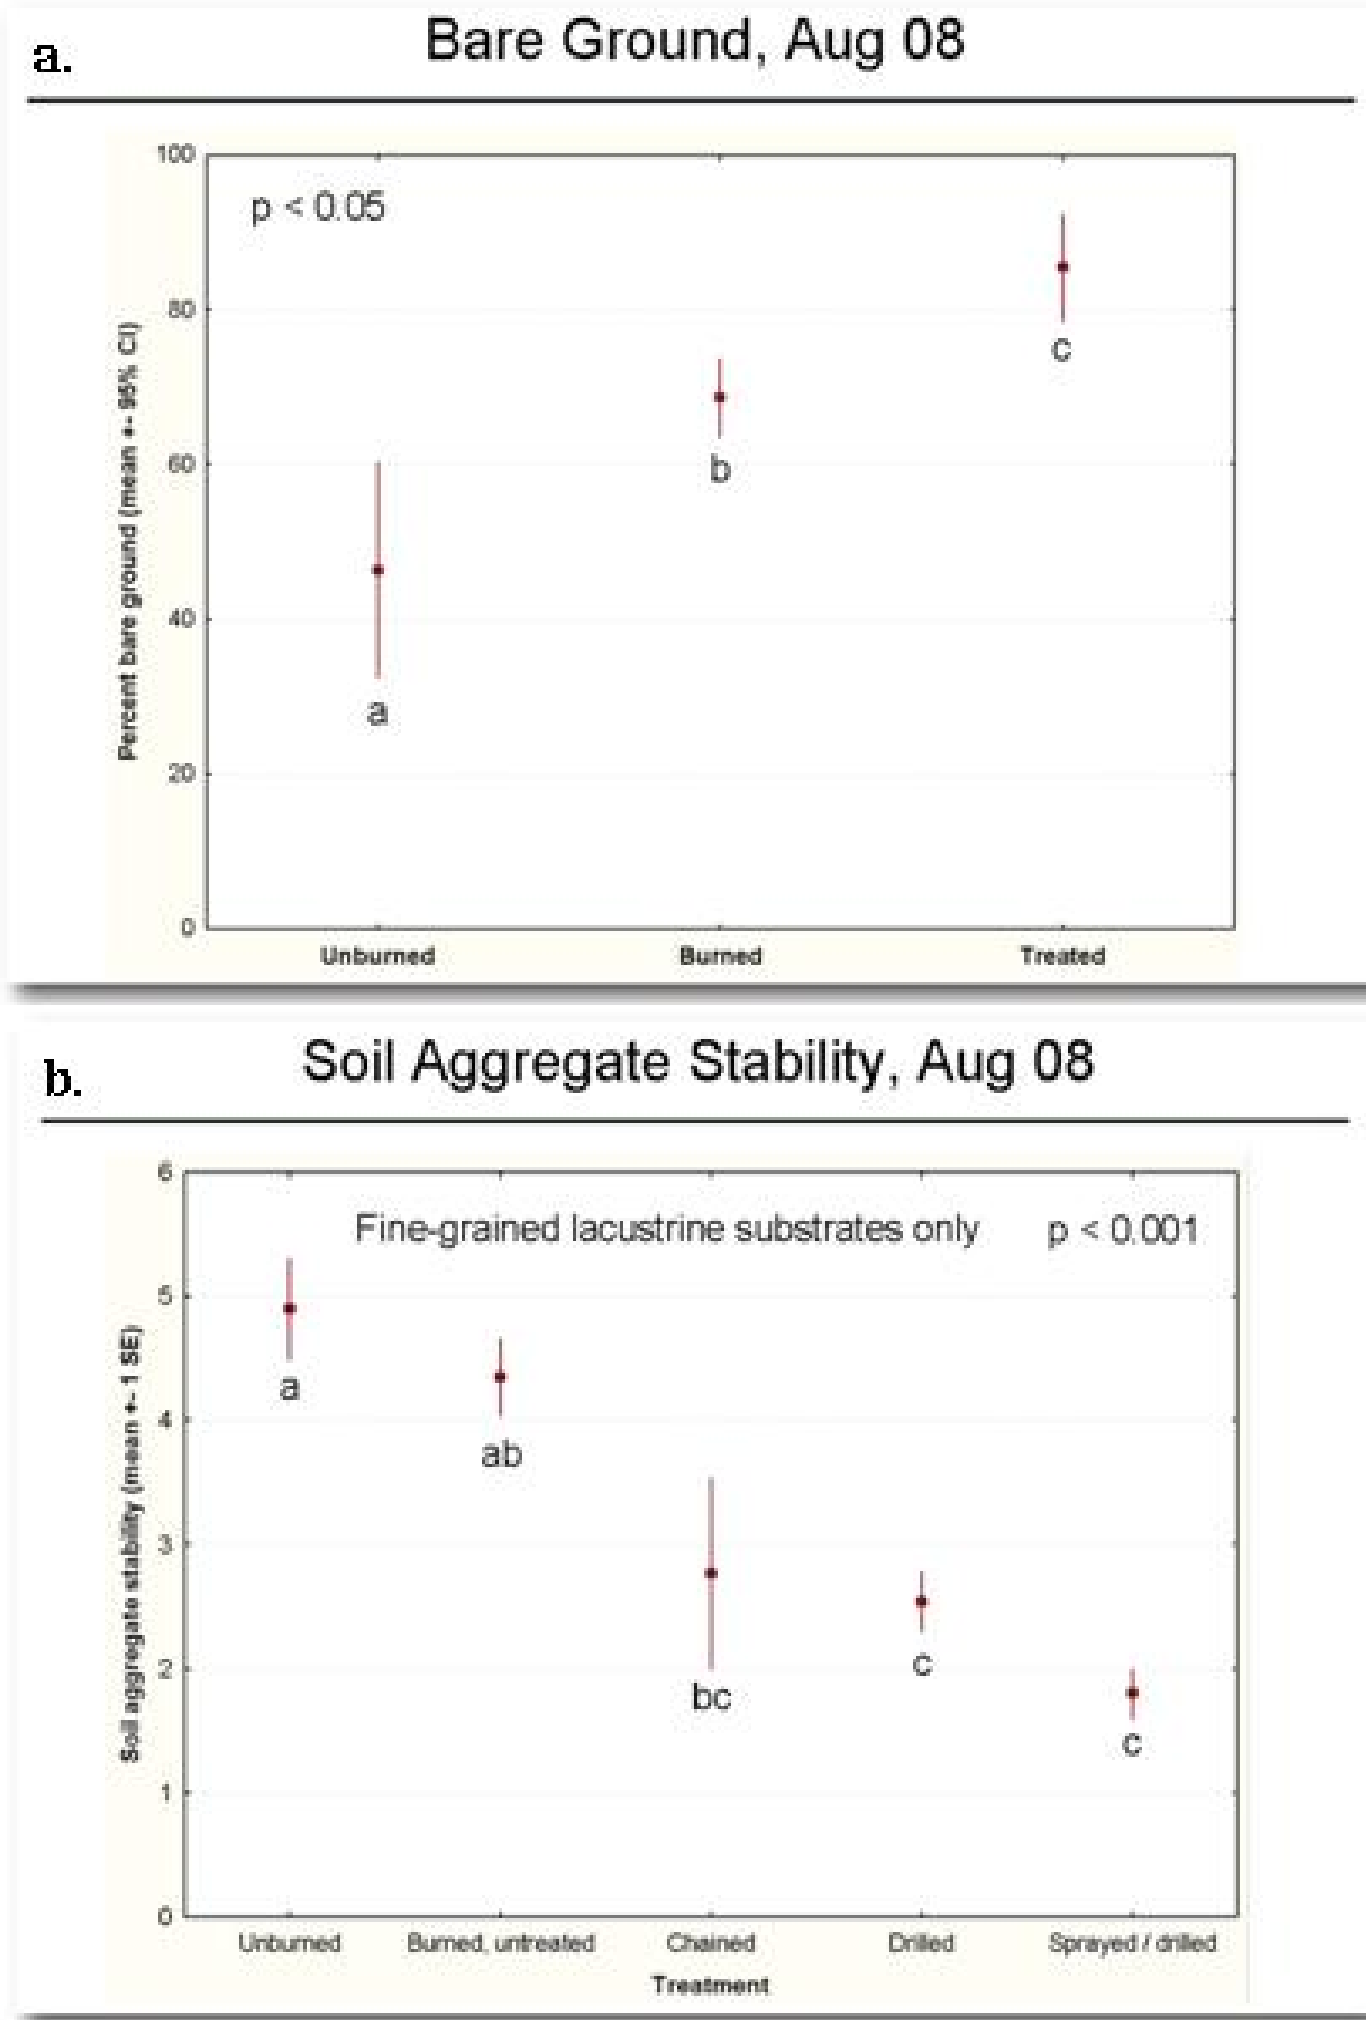 a.
Bare Ground, Aug 08
p < 0.05
100
80
60
40
20
0
Percent bare ground (mean +- 95% CI)
a
b
c
Unburned
Burned
Treated
b.
Soil Aggregate Stability, Aug 08
Fine-grained lacustrine substrates only
p < 0.001
6
5
4
3
2
1
0
Soil aggregate stability (mean +- 1 SE)
a
ab
bc
c
c
Unburned
Burned, untreated
Chained
Drilled
Sprayed / drilled
Treatment